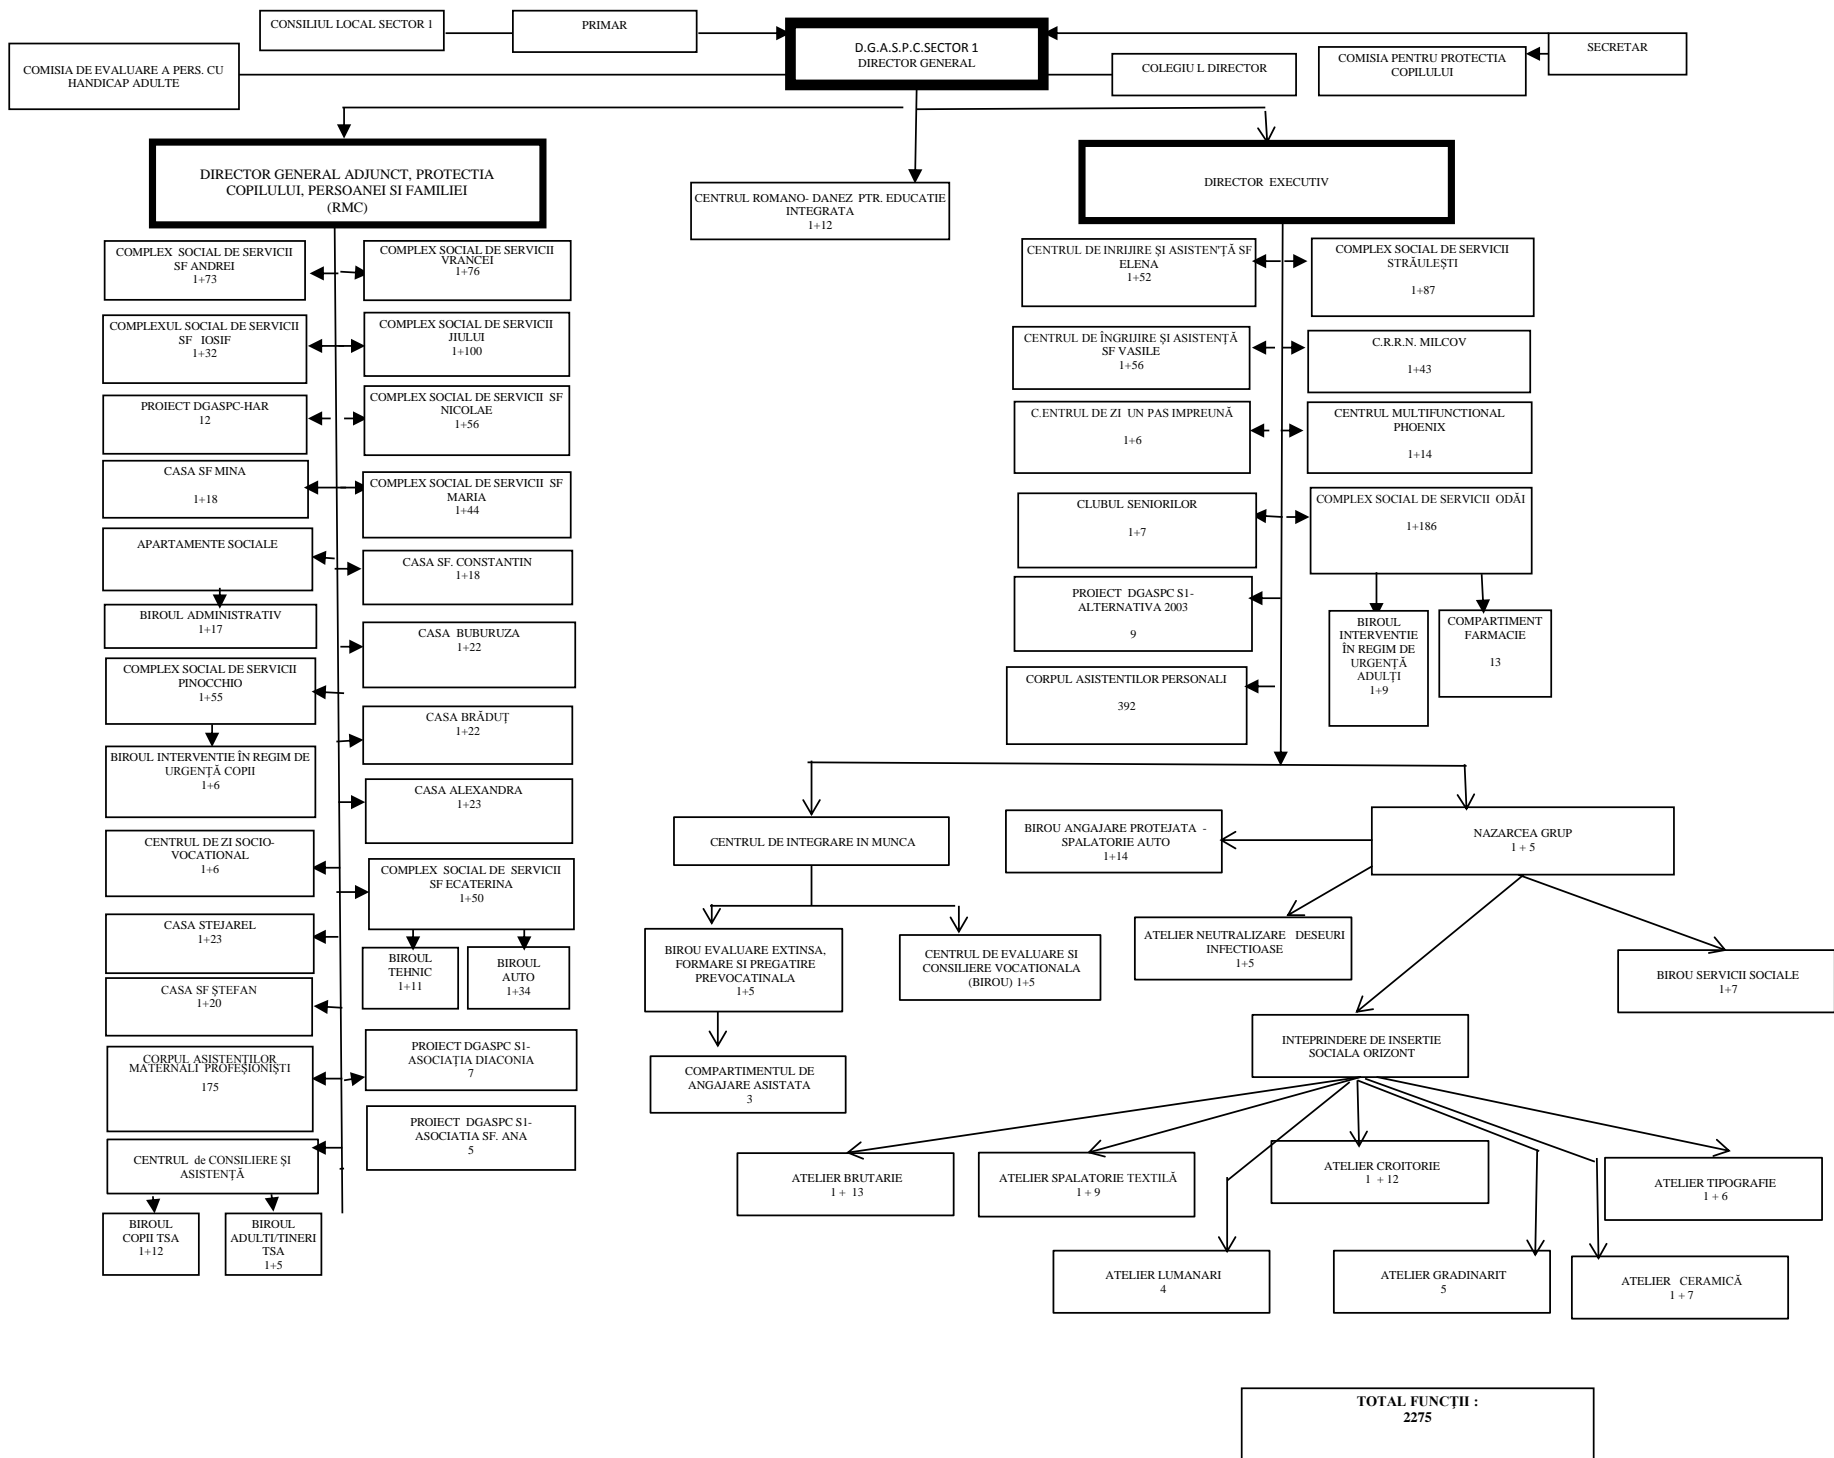 CONSILIUL LOCAL SECTOR 1
PRIMAR
D.G.A.S.P.C.SECTOR 1
DIRECTOR GENERAL
SECRETAR
COMISIA DE EVALUARE A PERS. CU
HANDICAP ADULTE
COLEGIU L DIRECTOR
COMISIA PENTRU PROTECTIA
COPILULUI
DIRECTOR GENERAL ADJUNCT, PROTECTIA
COPILULUI, PERSOANEI SI FAMILIEI
(RMC)
CENTRUL ROMANO- DANEZ PTR. EDUCATIE
INTEGRATA
1+12
DIRECTOR EXECUTIV
COMPLEX SOCIAL DE SERVICII
SF ANDREI
1+73
COMPLEX SOCIAL DE SERVICII
VRANCEI
1+76
COMPLEXUL SOCIAL DE SERVICII
SF IOSIF
1+32
COMPLEX SOCIAL DE SERVICII
JIULUI
1+100
PROIECT DGASPC-HAR
12
COMPLEX SOCIAL DE SERVICII SF
NICOLAE
1+56
CASA SF MINA
1+18
COMPLEX SOCIAL DE SERVICII SF
MARIA
1+44
APARTAMENTE SOCIALE
CASA SF. CONSTANTIN
1+18
BIROUL ADMINISTRATIV
1+17
CASA BUBURUZA
1+22
COMPLEX SOCIAL DE SERVICII
PINOCCHIO
1+55
CASA BRĂDUȚ
1+22
BIROUL INTERVENTIE ÎN REGIM DE
URGENȚĂ COPII
1+6
CASA ALEXANDRA
1+23
CENTRUL DE ZI SOCIO-
VOCATIONAL
1+6
COMPLEX SOCIAL DE SERVICII
SF ECATERINA
1+50
CASA STEJAREL
1+23
BIROUL
TEHNIC
1+11
BIROUL
AUTO
1+34
CASA SF ȘTEFAN
1+20
CORPUL ASISTENȚILOR
MATERNALI PROFEȘIONIȘTI
175
PROIECT DGASPC S1-
ASOCIAȚIA DIACONIA
7
PROIECT DGASPC S1-
ASOCIATIA SF. ANA
5
CENTRUL de CONSILIERE ȘI
ASISTENȚĂ
BIROUL
COPII TSA
1+12
BIROUL
ADULTI/TINERI
TSA
1+5
CENTRUL DE INRIJIRE ȘI ASISTEN'ȚĂ SF
ELENA
1+52
COMPLEX SOCIAL DE SERVICII
STRĂULEȘTI
1+87
CENTRUL DE ÎNGRIJIRE ȘI ASISTENȚĂ
SF VASILE
1+56
C.R.R.N. MILCOV
1+43
C.ENTRUL DE ZI UN PAS IMPREUNĂ
1+6
CENTRUL MULTIFUNCTIONAL
PHOENIX
1+14
CLUBUL SENIORILOR
1+7
COMPLEX SOCIAL DE SERVICII ODĂI
1+186
PROIECT DGASPC S1-
ALTERNATIVA 2003
9
BIROUL
INTERVENTIE
ÎN REGIM DE
URGENȚĂ
ADULȚI
1+9
COMPARTIMENT
FARMACIE
13
CORPUL ASISTENTILOR PERSONALI
392
CENTRUL DE INTEGRARE IN MUNCA
BIROU ANGAJARE PROTEJATA -
SPALATORIE AUTO
1+14
NAZARCEA GRUP
1 + 5
BIROU EVALUARE EXTINSA,
FORMARE SI PREGATIRE
PREVOCATINALA
1+5
CENTRUL DE EVALUARE SI
CONSILIERE VOCATIONALA
(BIROU) 1+5
ATELIER NEUTRALIZARE DESEURI
INFECTIOASE
1+5
BIROU SERVICII SOCIALE
1+7
COMPARTIMENTUL DE
ANGAJARE ASISTATA
3
INTEPRINDERE DE INSERTIE
SOCIALA ORIZONT
ATELIER BRUTARIE
1 + 13
ATELIER SPALATORIE TEXTILĂ
1 + 9
ATELIER CROITORIE
1 + 12
ATELIER TIPOGRAFIE
1 + 6
ATELIER LUMANARI
4
ATELIER GRADINARIT
5
ATELIER CERAMICĂ
1 + 7
TOTAL FUNCȚII :
2275